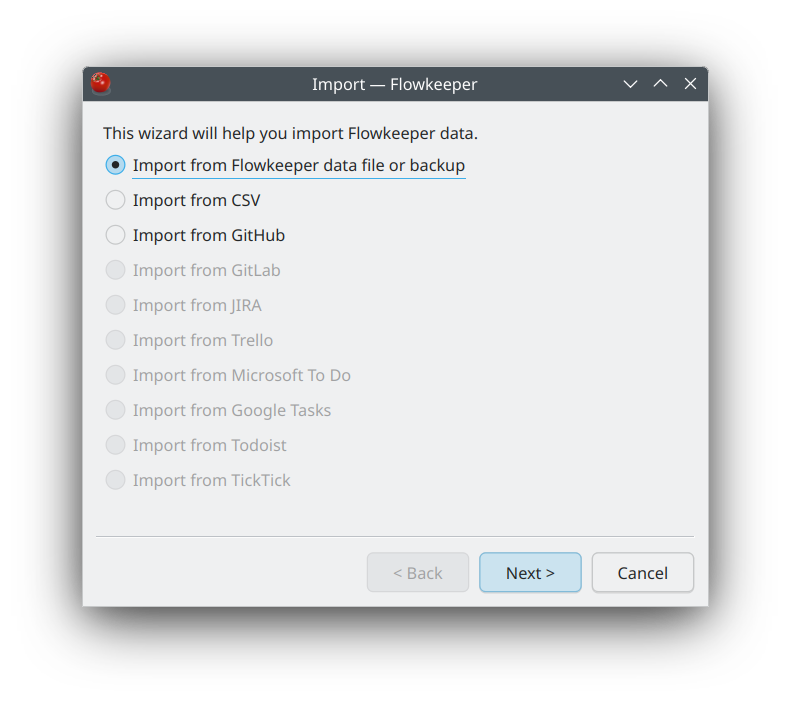 Import — Flowkeeper
This wizard will help you import Flowkeeper data.
Import from Flowkeeper data file or backup
Import from CSV
Import from GitHub
Import from GitLab
Import from JIRA
Import from Trello
Import from Microsoft To Do
Import from Google Tasks
Import from Todoist
Import from TickTick
< Back
Next >
Cancel